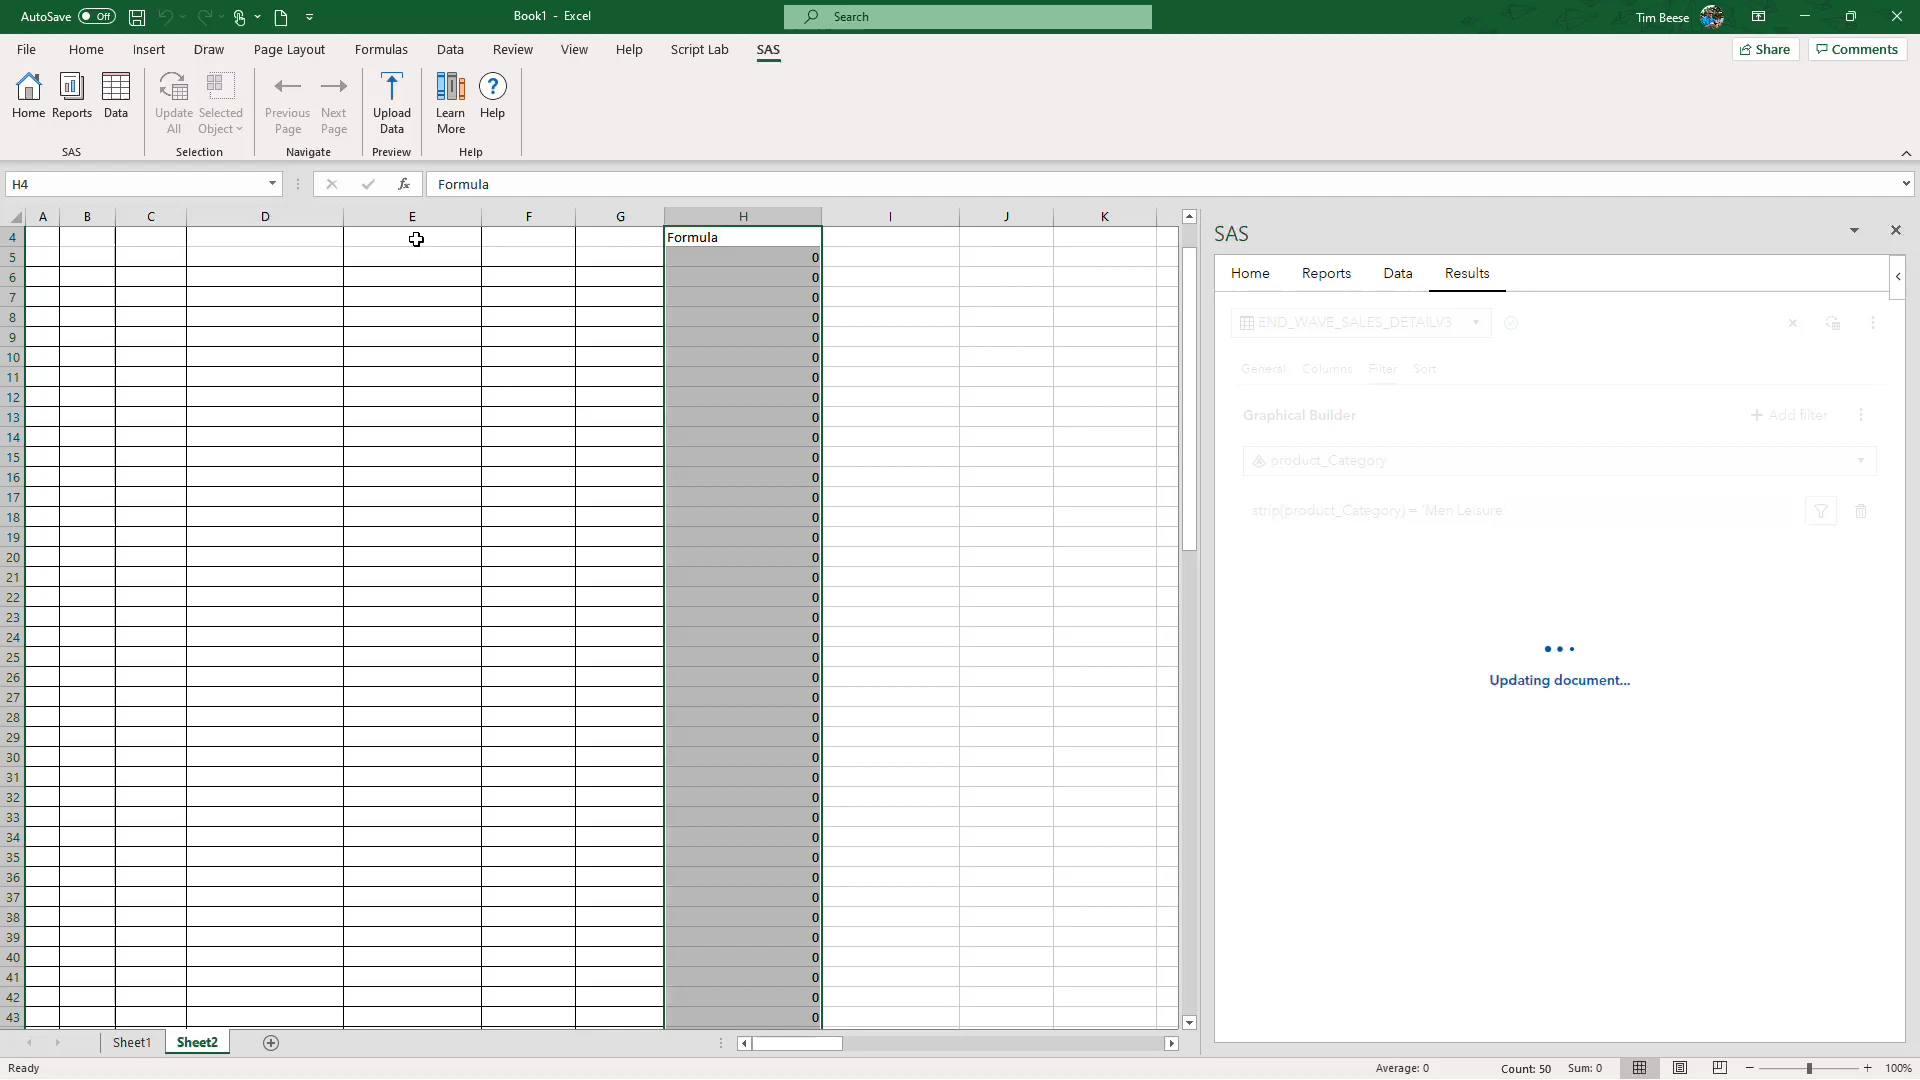 AutoSave Off Book1 - Excel Search Tim Beese
File Home Insert Draw Page Layout Formulas Data Review View Help Script Lab SAS Share Comments
Home Reports Data Update All Selected Object Previous Page Next Page Upload Data Learn More Help
SAS Selection Navigate Preview Help
H4 fx Formula
A B C D E F G H I J K
4 Formula
5 0
6 0
7 0
8 0
9 0
10 0
11 0
12 0
13 0
14 0
15 0
16 0
17 0
18 0
19 0
20 0
21 0
22 0
23 0
24 0
25 0
26 0
27 0
28 0
29 0
30 0
31 0
32 0
33 0
34 0
35 0
36 0
37 0
38 0
39 0
40 0
41 0
42 0
43 0
SAS
Home Reports Data Results
END_WAVE_SALES_DETAILV3
General Columns Filter Sort
Graphical Builder + Add filter
product_Category
strip(product_Category) = 'Men Leisure
Updating document...
Sheet1 Sheet2
Ready Average: 0 Count: 50 Sum: 0 100%